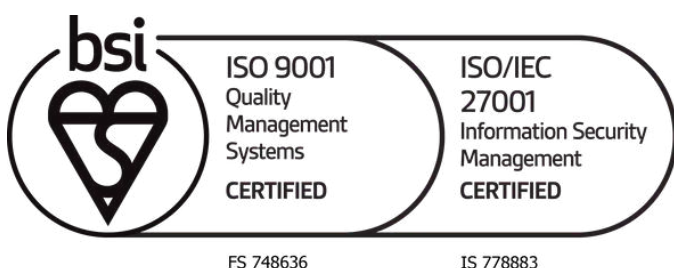 bsi.
ISO 9001
Quality
Management
Systems
CERTIFIED
ISO/IEC
27001
Information Security
Management
CERTIFIED
FS 748636
IS 778883